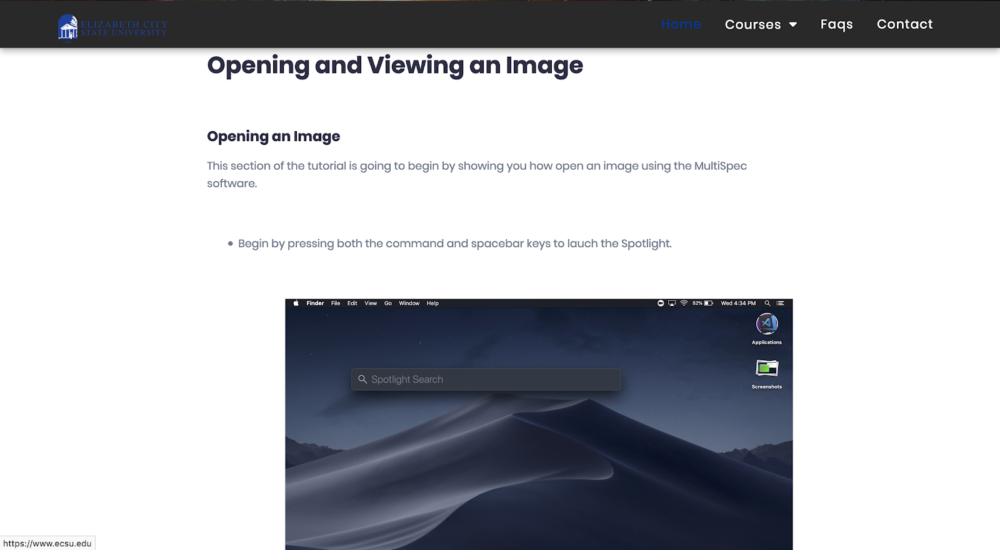 ELIZABETH CITY
STATE UNIVERSITY
Home Courses Faqs Contact
Opening and Viewing an Image
Opening an Image
This section of the tutorial is going to begin by showing you how open an image using the MultiSpec
software.
Begin by pressing both the command and spacebar keys to lauch the Spotlight.
Finder File Edit View Go Window Help 52% Wed 4:34 PM
Applications
Spotlight Search
Screenshots
https://www.ecsu.edu